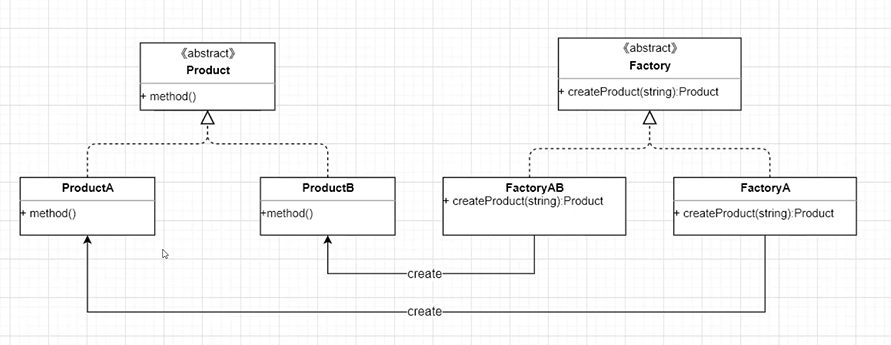 《abstract》
Product
+ method()
《abstract》
Factory
+ createProduct(string):Product
ProductA
+ method()
ProductB
+method()
FactoryAB
+ createProduct(string):Product
FactoryA
+ createProduct(string):Product
create
create